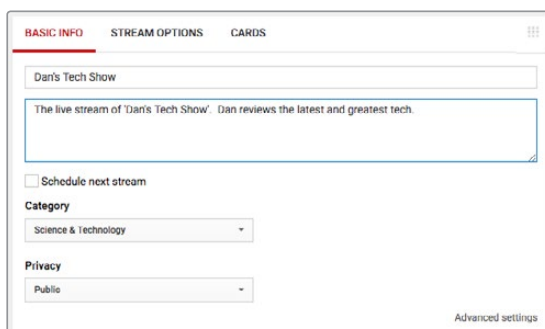 BASIC INFO STREAM OPTIONS CARDS
Dan's Tech Show
The live stream of 'Dan's Tech Show'. Dan reviews the latest and greatest tech.
Schedule next stream
Category
Science & Technology
Privacy
Public
Advanced settings